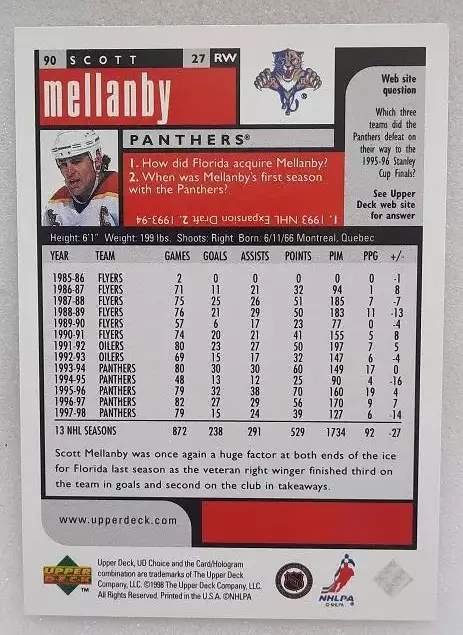 90 SCOTT 27 RW
mellanby
PANTHERS®
1. How did Florida acquire Mellanby?
2. When was Mellanby's first season
with the Panthers?
1. 1993 NHL Expansion Draft 2. 1993-94
Web site
question
Which three
teams did the
Panthers defeat on
their way to the
1995-96 Stanley
Cup Finals?
See Upper
Deck web site
for answer
Height: 6'1" Weight: 199 lbs. Shoots: Right Born: 6/11/66 Montreal, Quebec
YEAR TEAM GAMES GOALS ASSISTS POINTS PIM PPG +/-
1985-86 FLYERS 2 0 0 0 0 0 -1
1986-87 FLYERS 71 11 21 32 94 1 8
1987-88 FLYERS 75 25 26 51 185 7 -7
1988-89 FLYERS 76 21 29 50 183 11 -13
1989-90 FLYERS 57 6 17 23 77 0 -4
1990-91 FLYERS 74 20 21 41 155 5 8
1991-92 OILERS 80 23 27 50 197 7 5
1992-93 OILERS 69 15 17 32 147 6 -4
1993-94 PANTHERS 80 30 30 60 149 17 0
1994-95 PANTHERS 48 13 12 25 90 4 -16
1995-96 PANTHERS 79 32 38 70 160 19 4
1996-97 PANTHERS 82 27 29 56 170 9 7
1997-98 PANTHERS 79 15 24 39 127 6 -14
13 NHL SEASONS 872 238 291 529 1734 92 -27
Scott Mellanby was once again a huge factor at both ends of the ice
for Florida last season as the veteran right winger finished third on
the team in goals and second on the club in takeaways.
www.upperdeck.com
UPPER
DECK
™
Upper Deck, UD Choice and the Card/Hologram
combination are trademarks of The Upper Deck
Company, LLC. ©1998 The Upper Deck Company, LLC.
All Rights Reserved. Printed in the U.S.A. ©NHLPA
NHLPA
©NHLPA